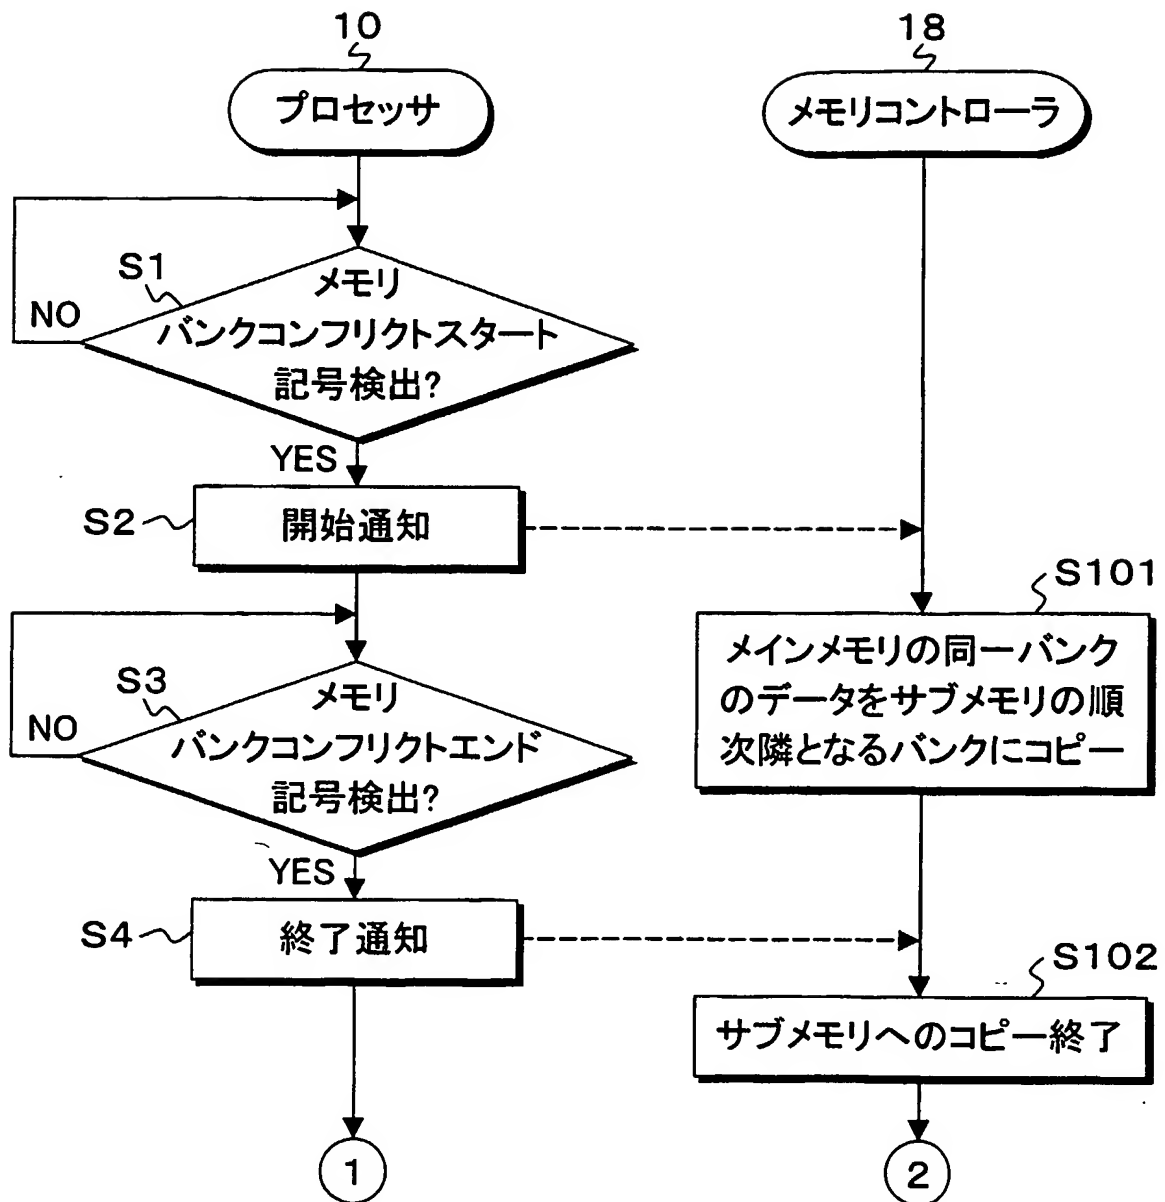 10
プロセッサ
S1
メモリ
バンクコンフリクトスタート
記号検出?
NO
YES
S2
開始通知
S3
メモリ
バンクコンフリクトエンド
記号検出?
NO
YES
S4
終了通知
1
18
メモリコントローラ
S101
メインメモリの同一バンク
のデータをサブメモリの順
次隣となるバンクにコピー
S102
サブメモリへのコピー終了
2